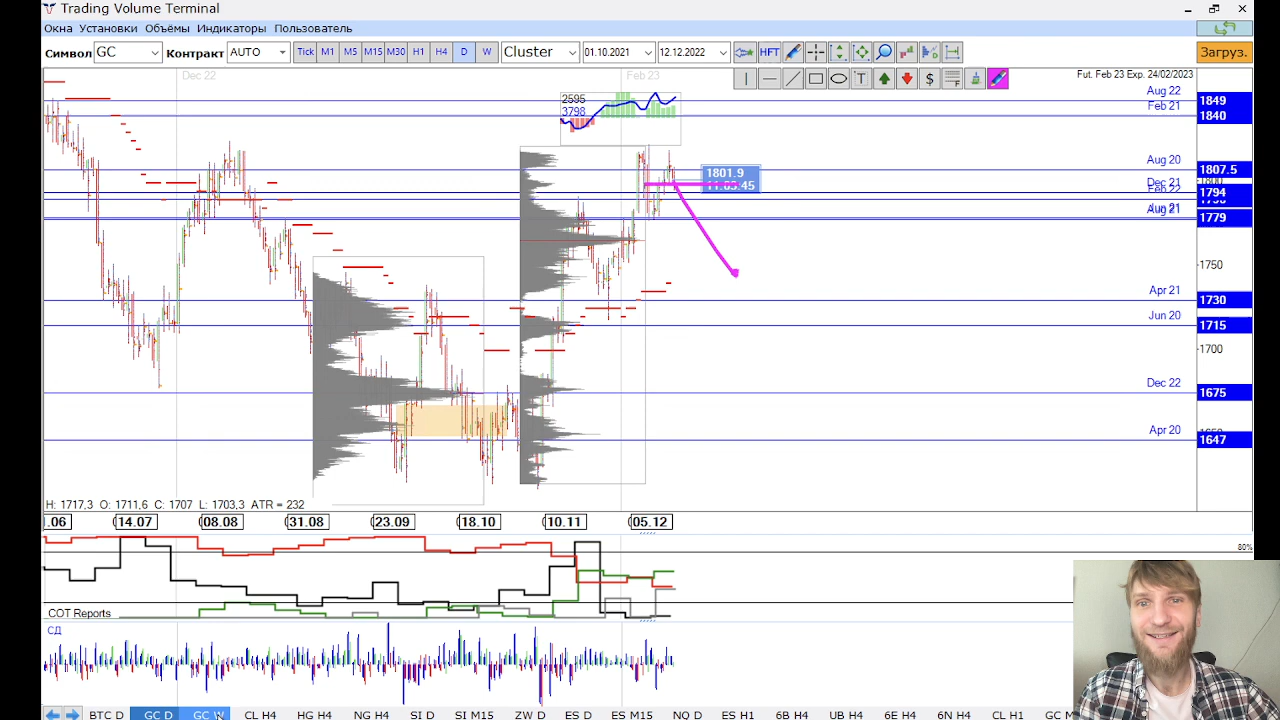 Trading Volume Terminal
Окна Установки Объёмы Индикаторы Пользователь
Символ GC Контракт AUTO Tick M1 M5 M15 M30 H1 H4 D W Cluster 01.10.2021 12.12.2022 HFT Загруз.
T $ F
Fut. Feb 23 Exp. 24/02/2023
Dec 22 Feb 23
Aug 22
2595
1849
Feb 21
3798
1840
Aug 20
1807.5
1801.9
Dec 21
1794
Aug 21
1779
1750
Apr 21
1730
Jun 20
1715
1700
Dec 22
1675
Apr 20
1647
H: 1717,3 O: 1711,6 C: 1707 L: 1703,3 ATR = 232
.06 14.07 08.08 31.08 23.09 18.10 10.11 05.12
80%
COT Reports
СД
BTC D GC D GC W CL H4 HG H4 NG H4 SI D SI M15 ZW D ES D ES M15 NQ D ES H1 6B H4 UB H4 6E H4 6N H4 CL H1 GC M